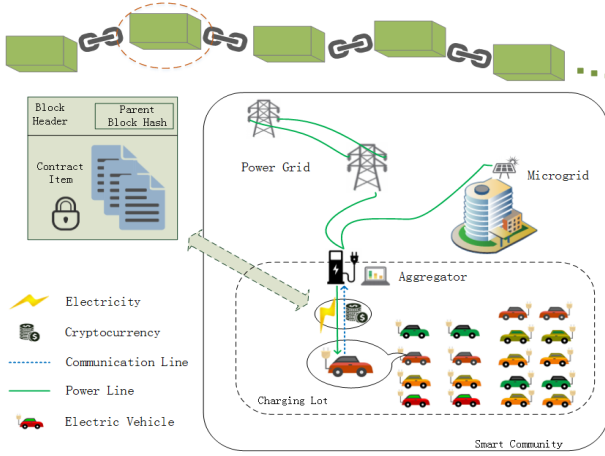 Block
Header
Parent
Block Hash
Contract
Item
Power Grid
Microgrid
Aggregator
Electricity
Cryptocurrency
Communication Line
Power Line
Electric Vehicle
Charging Lot
Smart Community